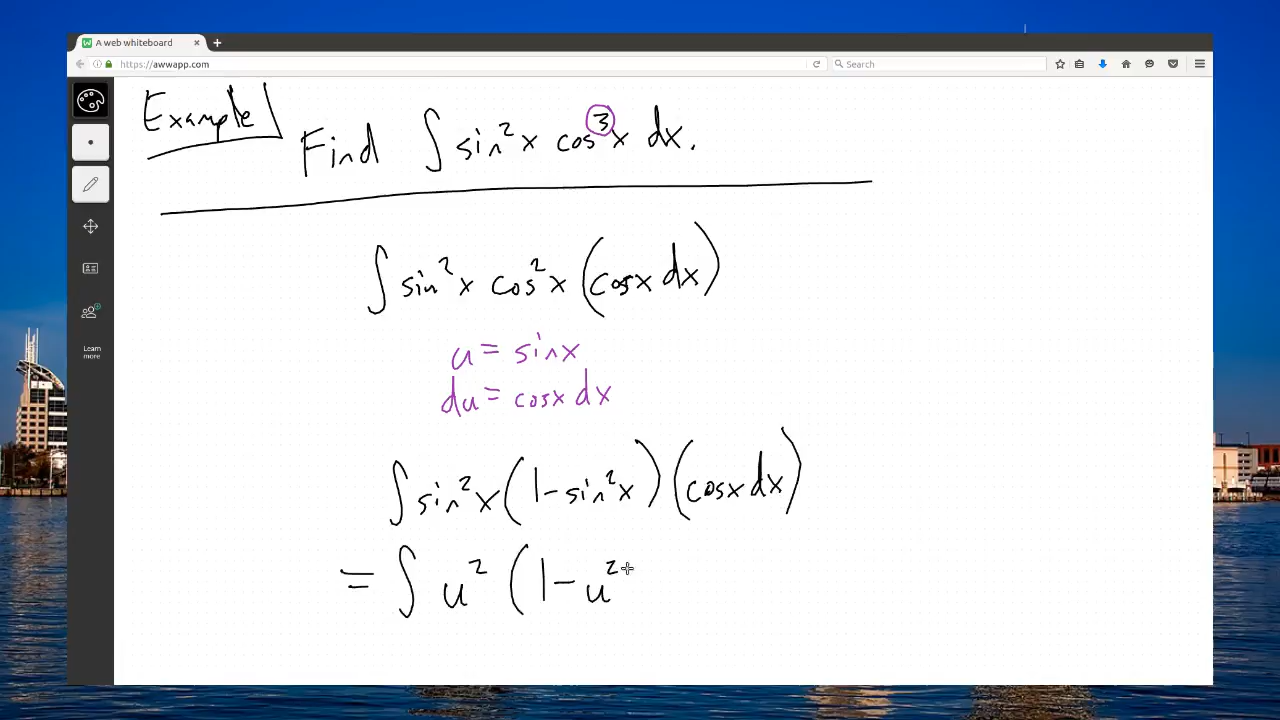 A web whiteboard
https://awwapp.com
Search
Example
Find ∫ sin²x cos³x dx.
∫ sin²x cos²x (cosx dx)
u = sinx
du = cosx dx
∫ sin²x (1-sin²x) (cosx dx)
= ∫ u² (1-u²
Learn
more